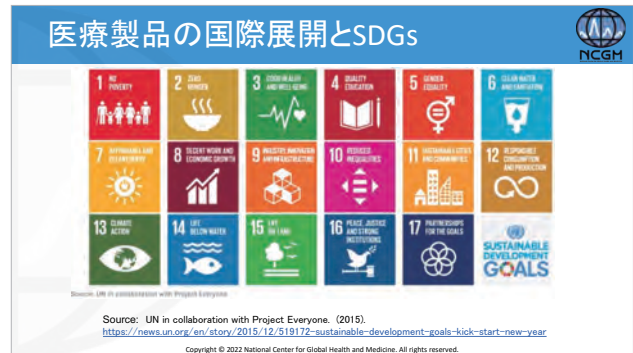 医療製品の国際展開とSDGs
NCGM
1 NO
POVERTY
2 ZERO
HUNGER
3 GOOD HEALTH
AND WELL-BEING
4 QUALITY
EDUCATION
5 GENDER
EQUALITY
6 CLEAN WATER
AND SANITATION
7 AFFORDABLE AND
CLEAN ENERGY
8 DECENT WORK AND
ECONOMIC GROWTH
9 INDUSTRY, INNOVATION
AND INFRASTRUCTURE
10 REDUCED
INEQUALITIES
11 SUSTAINABLE CITIES
AND COMMUNITIES
12 RESPONSIBLE
CONSUMPTION
AND PRODUCTION
13 CLIMATE
ACTION
14 LIFE
BELOW WATER
15 LIFE
ON LAND
16 PEACE, JUSTICE
AND STRONG
INSTITUTIONS
17 PARTNERSHIPS
FOR THE GOALS
SUSTAINABLE
DEVELOPMENT
GOALS
Source: UN in collaboration with Project Everyone
Source: UN in collaboration with Project Everyone. (2015).
https://news.un.org/en/story/2015/12/519172-sustainable-development-goals-kick-start-new-year
Copyright © 2022 National Center for Global Health and Medicine. All rights reserved.